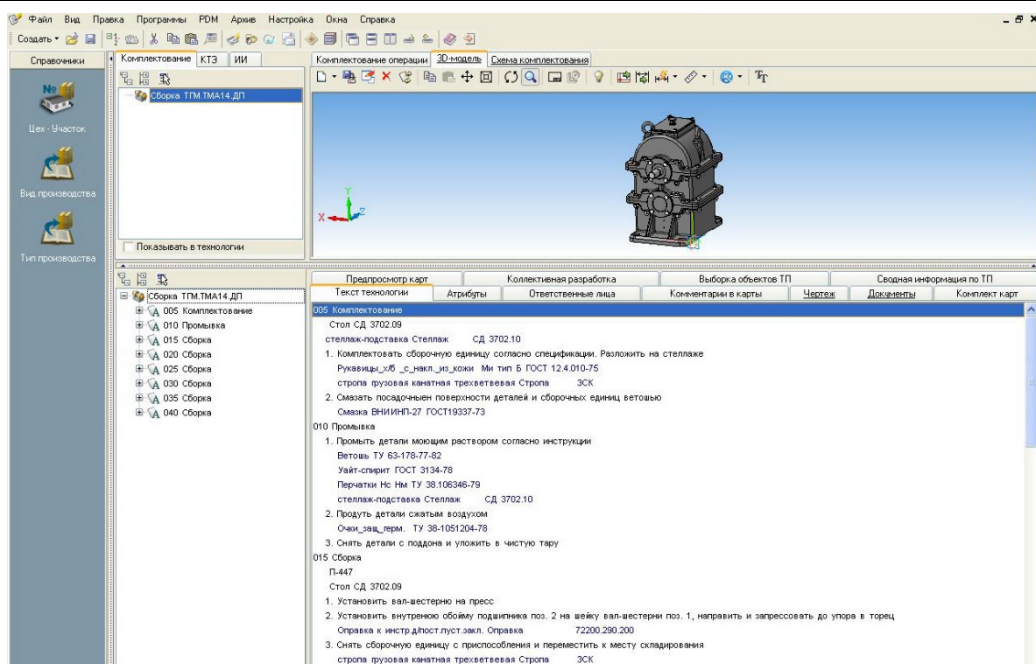 Файл Вид Правка Программы PDM Архив Настройка Окна Справка
Создать
Справочники
Комплектование КТЭ ИИ
Комплектование операции 3D-модель Схема комплектования
Сборка ТГМ.ТМА14.ДП
№
Цех - Участок
Вид производства
Тип производства
Y
X Z
Показывать в технологии
Предпросмотр карт Коллективная разработка Выборка объектов ТП Сводная информация по ТП
Текст технологии Атрибуты Ответственные лица Комментарии в карты Чертеж Документы Комплект карт
Сборка ТГМ.ТМА14.ДП
005 Комплектование
010 Промывка
015 Сборка
020 Сборка
025 Сборка
030 Сборка
035 Сборка
040 Сборка
005 Комплектование
Стол СД 3702.09
стеллаж-подставка Стеллаж СД 3702.10
1. Комплектовать сборочную единицу согласно спецификации. Разложить на стеллаже
Рукавицы_х/б _с_накл._из_кожи Ми тип Б ГОСТ 12.4.010-75
стропа грузовая канатная трехветвевая Стропа 3СК
2. Смазать посадочныен поверхности деталей и сборочных единиц ветошью
Смазка ВНИИНП-27 ГОСТ19337-73
010 Промывка
1. Промыть детали моющим раствором согласно инструкции
Ветошь ТУ 63-178-77-82
Уайт-спирит ГОСТ 3134-78
Перчатки Нс Нм ТУ 38.106346-79
стеллаж-подставка Стеллаж СД 3702.10
2. Продуть детали сжатым воздухом
Очки_защ_герм. ТУ 38-1051204-78
3. Снять детали с поддона и уложить в чистую тару
015 Сборка
П-447
Стол СД 3702.09
1. Установить вал-шестерню на пресс
2. Установить внутренюю обойму подшипника поз. 2 на шейку вал-шестерни поз. 1, направить и запрессовать до упора в торец
Оправка к инстр.д/пост.пуст.закл. Оправка 72200.290.200
3. Снять сборочную единицу с приспособления и переместить к месту складирования
стропа грузовая канатная трехветвевая Стропа 3СК